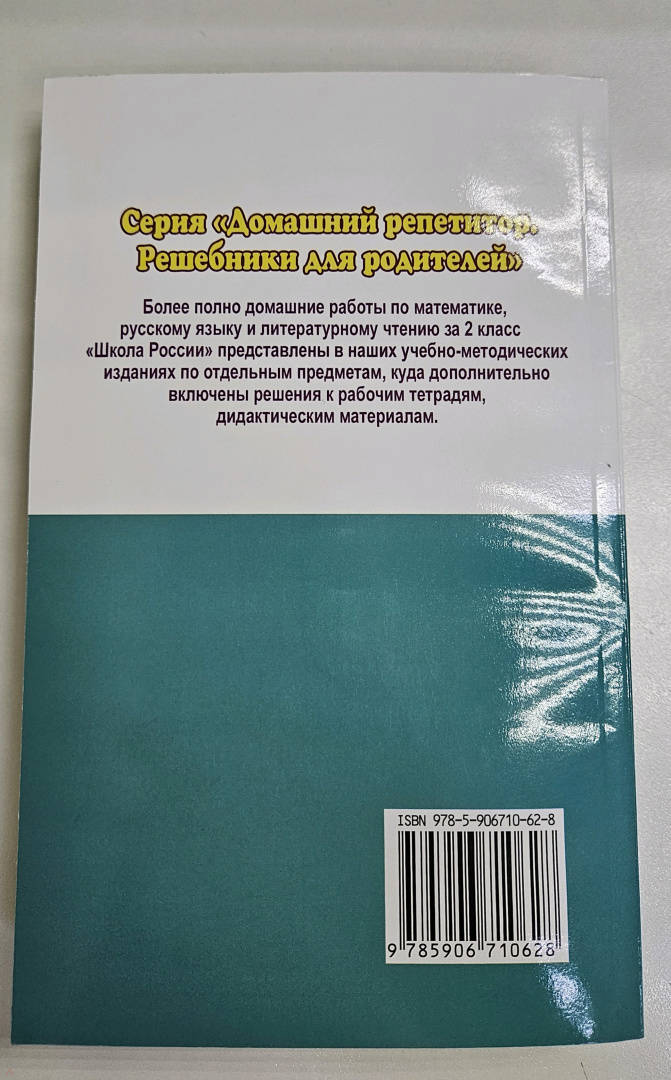 Серия «Домашний репетитор.
Решебники для родителей»
Более полно домашние работы по математике,
русскому языку и литературному чтению за 2 класс
«Школа России» представлены в наших учебно-методических
изданиях по отдельным предметам, куда дополнительно
включены решения к рабочим тетрадям,
дидактическим материалам.
ISBN 978-5-906710-62-8
9 785906 710628